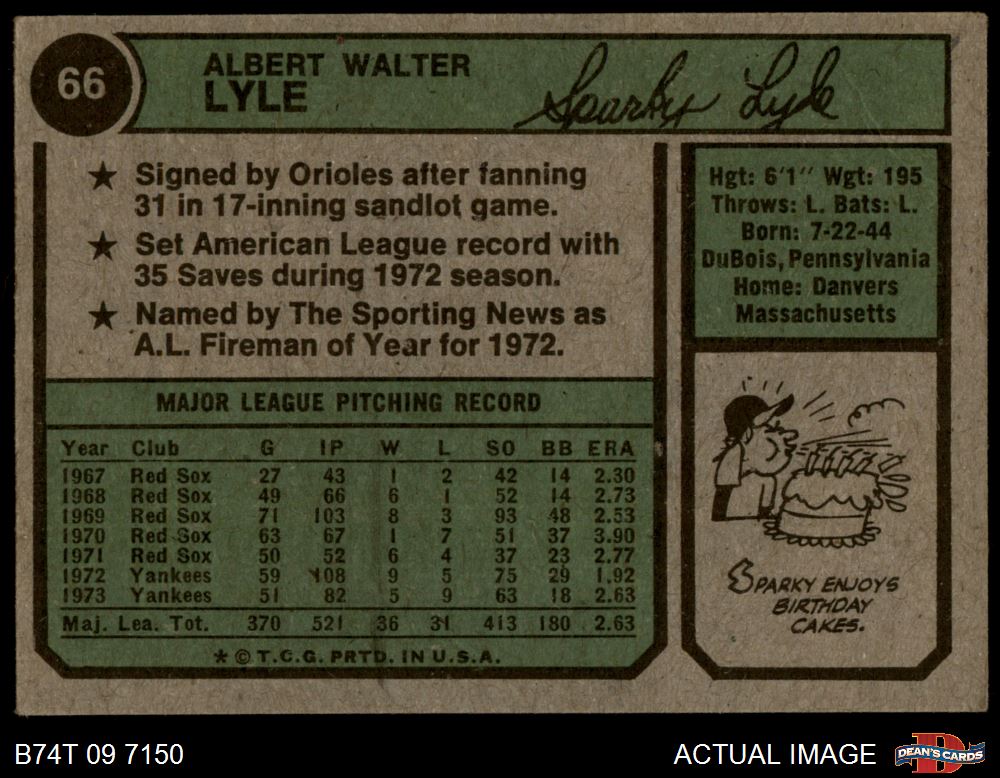 66
ALBERT WALTER
LYLE
Sparky Lyle
★ Signed by Orioles after fanning
31 in 17-inning sandlot game.
★ Set American League record with
35 Saves during 1972 season.
★ Named by The Sporting News as
A.L. Fireman of Year for 1972.
Hgt: 6'1" Wgt: 195
Throws: L. Bats: L.
Born: 7-22-44
DuBois, Pennsylvania
Home: Danvers
Massachusetts
MAJOR LEAGUE PITCHING RECORD
Year Club G IP W L SO BB ERA
1967 Red Sox 27 43 1 2 42 14 2.30
1968 Red Sox 49 66 6 1 52 14 2.73
1969 Red Sox 71 103 8 3 93 48 2.53
1970 Red Sox 63 67 1 7 51 37 3.90
1971 Red Sox 50 52 6 4 37 23 2.77
1972 Yankees 59 108 9 5 75 29 1.92
1973 Yankees 51 82 5 9 63 18 2.63
Maj. Lea. Tot. 370 521 36 31 413 180 2.63
* © T.C.G. PRTD. IN U.S.A.
SPARKY ENJOYS
BIRTHDAY
CAKES.
B74T 09 7150
ACTUAL IMAGE
DEAN'S CARDS